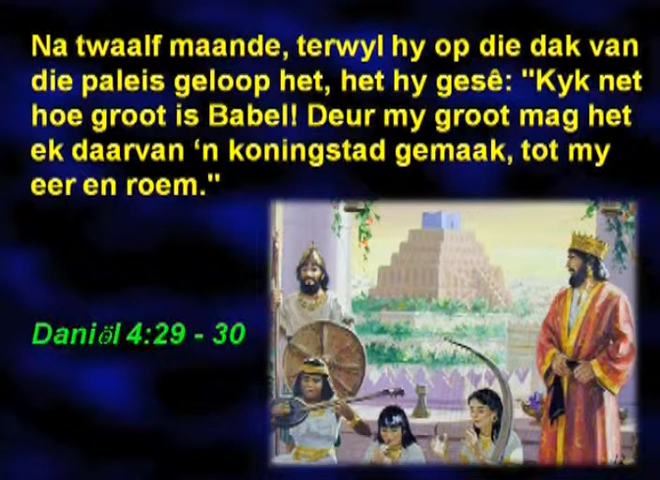 Na twaalf maande, terwyl hy op die dak van
die paleis geloop het, het hy gesê: "Kyk net
hoe groot is Babel! Deur my groot mag het
ek daarvan ‘n koningstad gemaak, tot my
eer en roem."
Daniël 4:29 - 30